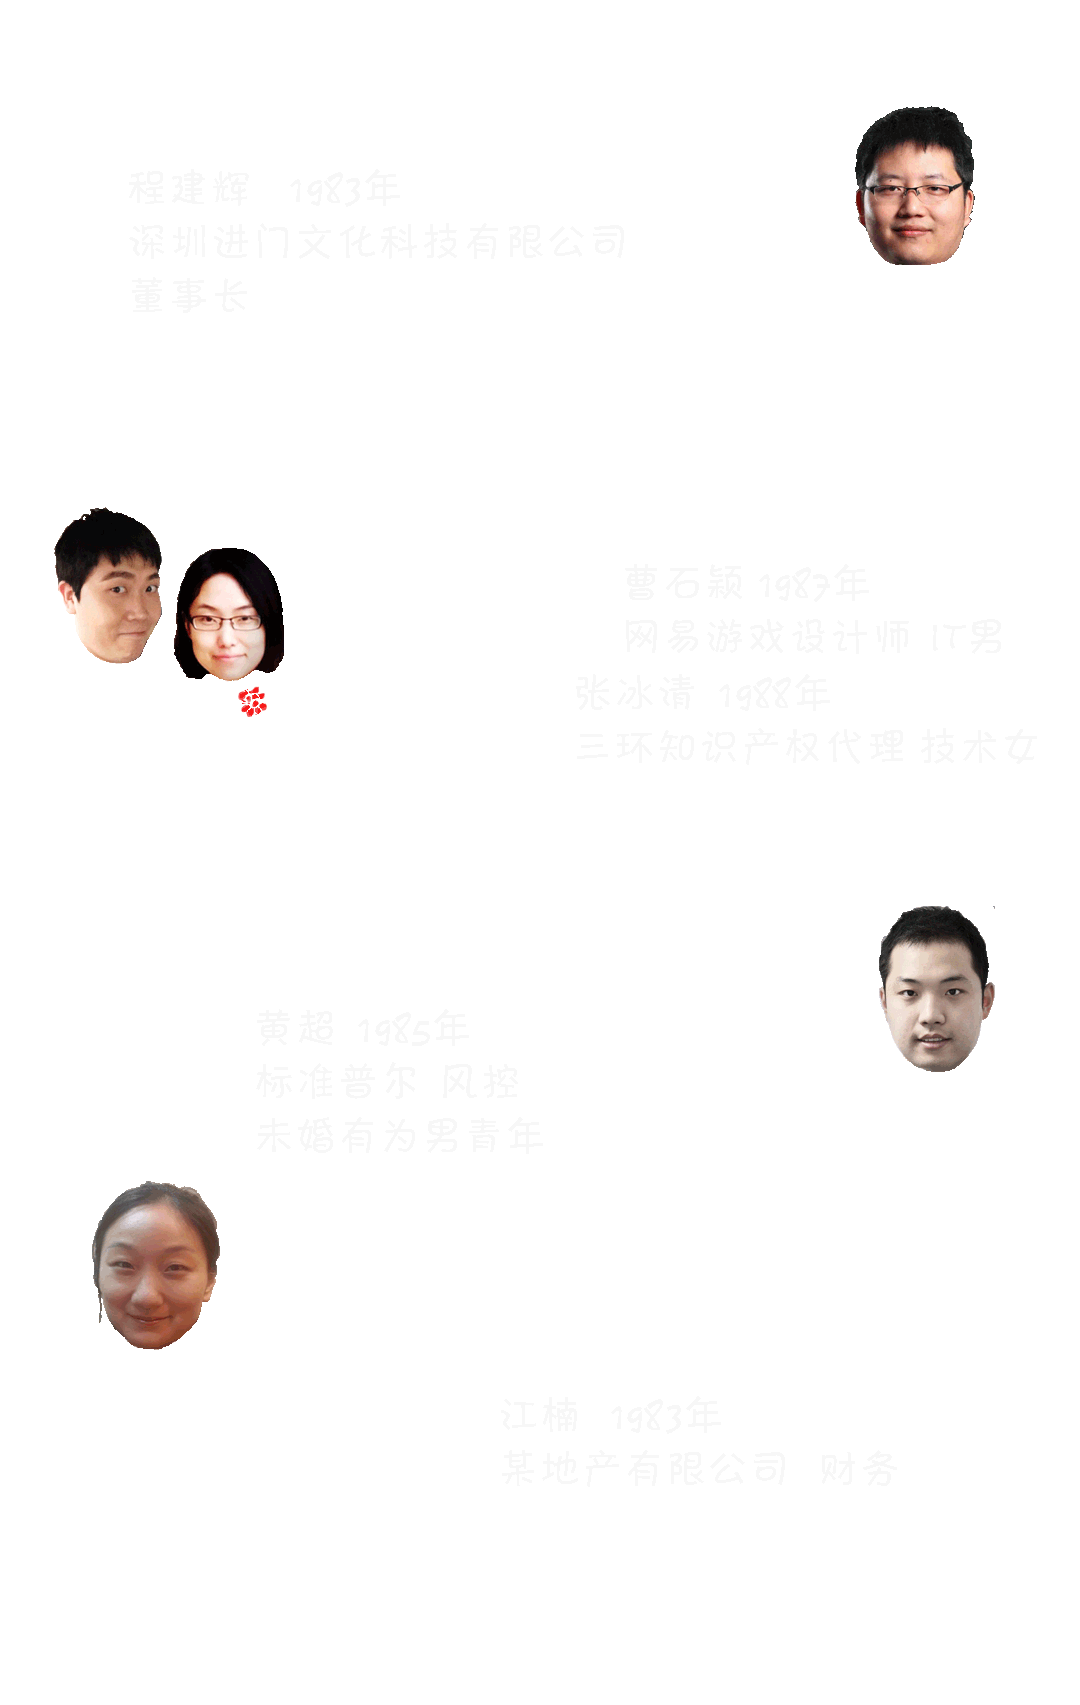 程建辉 1983年
深圳进门文化科技有限公司
董事长
曹石颖 1987年
网易游戏设计师 IT男
张冰清 1988年
三环知识产权代理 技术女
黄超 1985年
标准普尔 风控
未婚有为男青年
江楠 1983年
某地产有限公司 财务